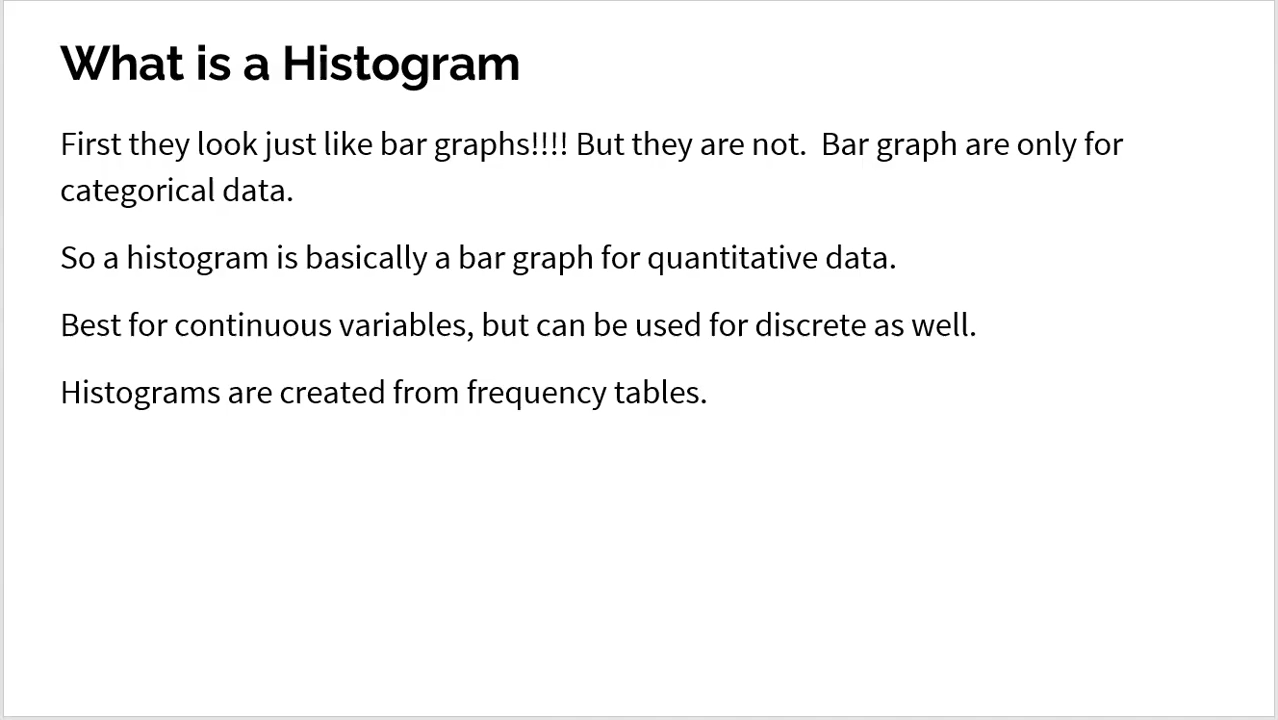 What is a Histogram
First they look just like bar graphs!!!! But they are not.  Bar graph are only for
categorical data.
So a histogram is basically a bar graph for quantitative data.
Best for continuous variables, but can be used for discrete as well.
Histograms are created from frequency tables.